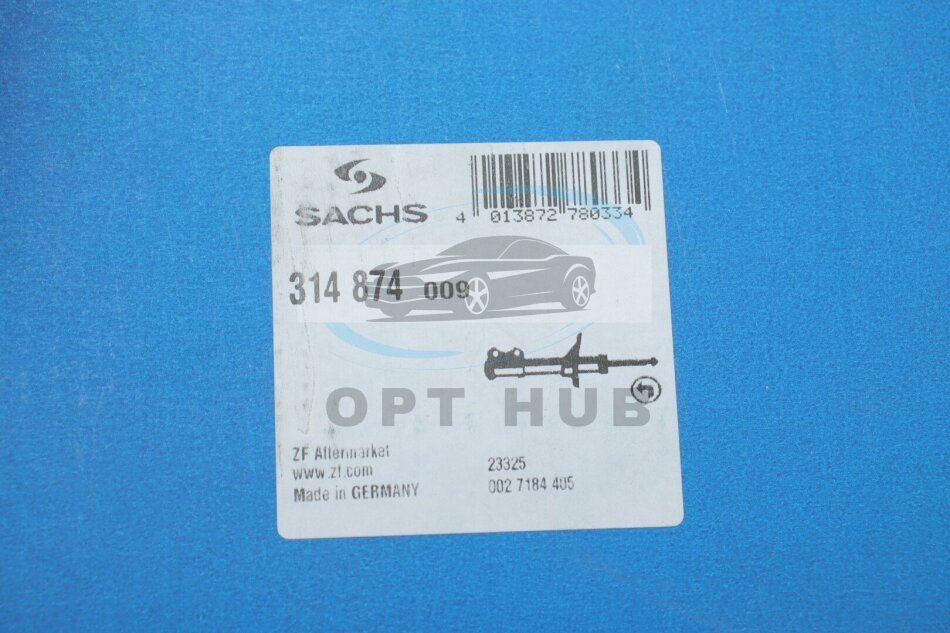 SACHS
4 013872 780334
314 874 009
OPT HUB
ZF Aftermarket
www.zf.com
Made in GERMANY
23325
002 7184 405